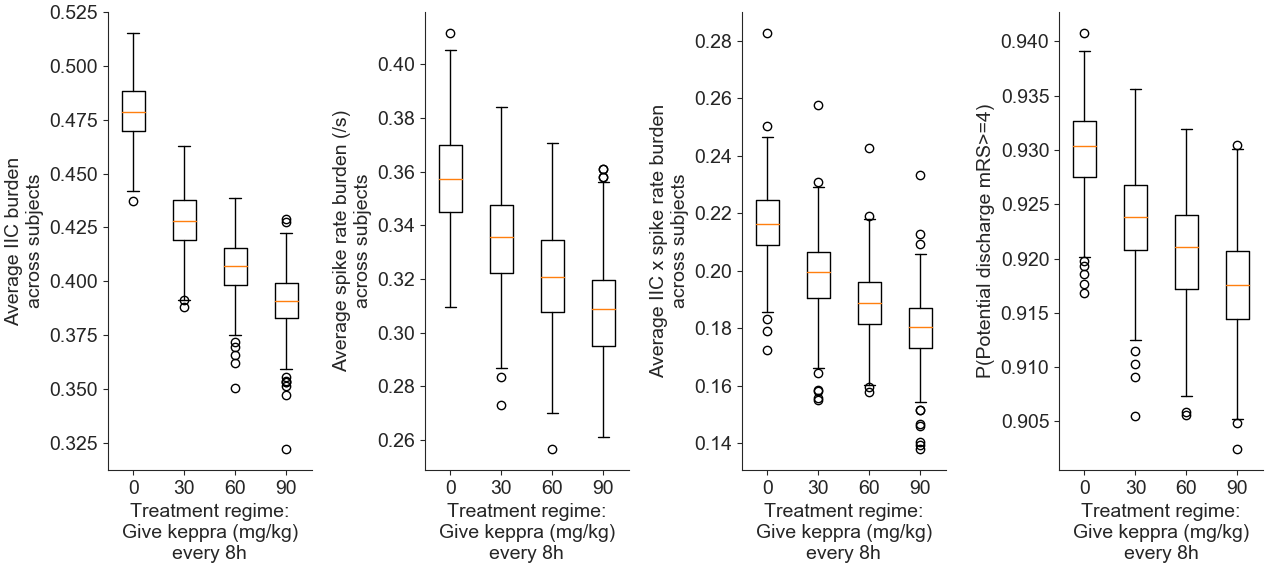 Average IIC burden
across subjects
0.525
0.500
0.475
0.450
0.425
0.400
0.375
0.350
0.325
0 30 60 90
Treatment regime:
Give keppra (mg/kg)
every 8h
Average spike rate burden (/s)
across subjects
0.40
0.38
0.36
0.34
0.32
0.30
0.28
0.26
0 30 60 90
Treatment regime:
Give keppra (mg/kg)
every 8h
Average IIC x spike rate burden
across subjects
0.28
0.26
0.24
0.22
0.20
0.18
0.16
0.14
0 30 60 90
Treatment regime:
Give keppra (mg/kg)
every 8h
P(Potential discharge mRS>=4)
0.940
0.935
0.930
0.925
0.920
0.915
0.910
0.905
0 30 60 90
Treatment regime:
Give keppra (mg/kg)
every 8h